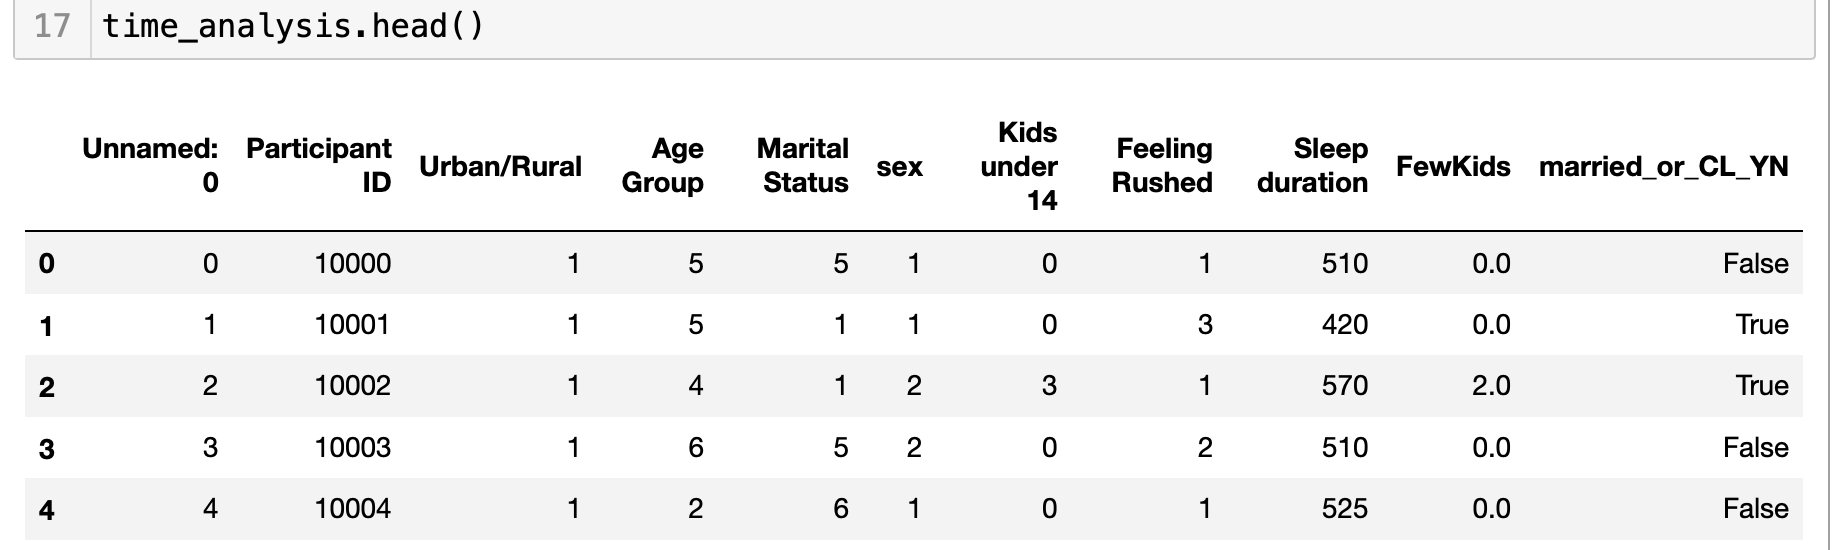 17 time_analysis.head()
Unnamed: 0 Participant ID Urban/Rural Age Group Marital Status sex Kids under 14 Feeling Rushed Sleep duration FewKids married_or_CL_YN
0 0 10000 1 5 5 1 0 1 510 0.0 False
1 1 10001 1 5 1 1 0 3 420 0.0 True
2 2 10002 1 4 1 2 3 1 570 2.0 True
3 3 10003 1 6 5 2 0 2 510 0.0 False
4 4 10004 1 2 6 1 0 1 525 0.0 False